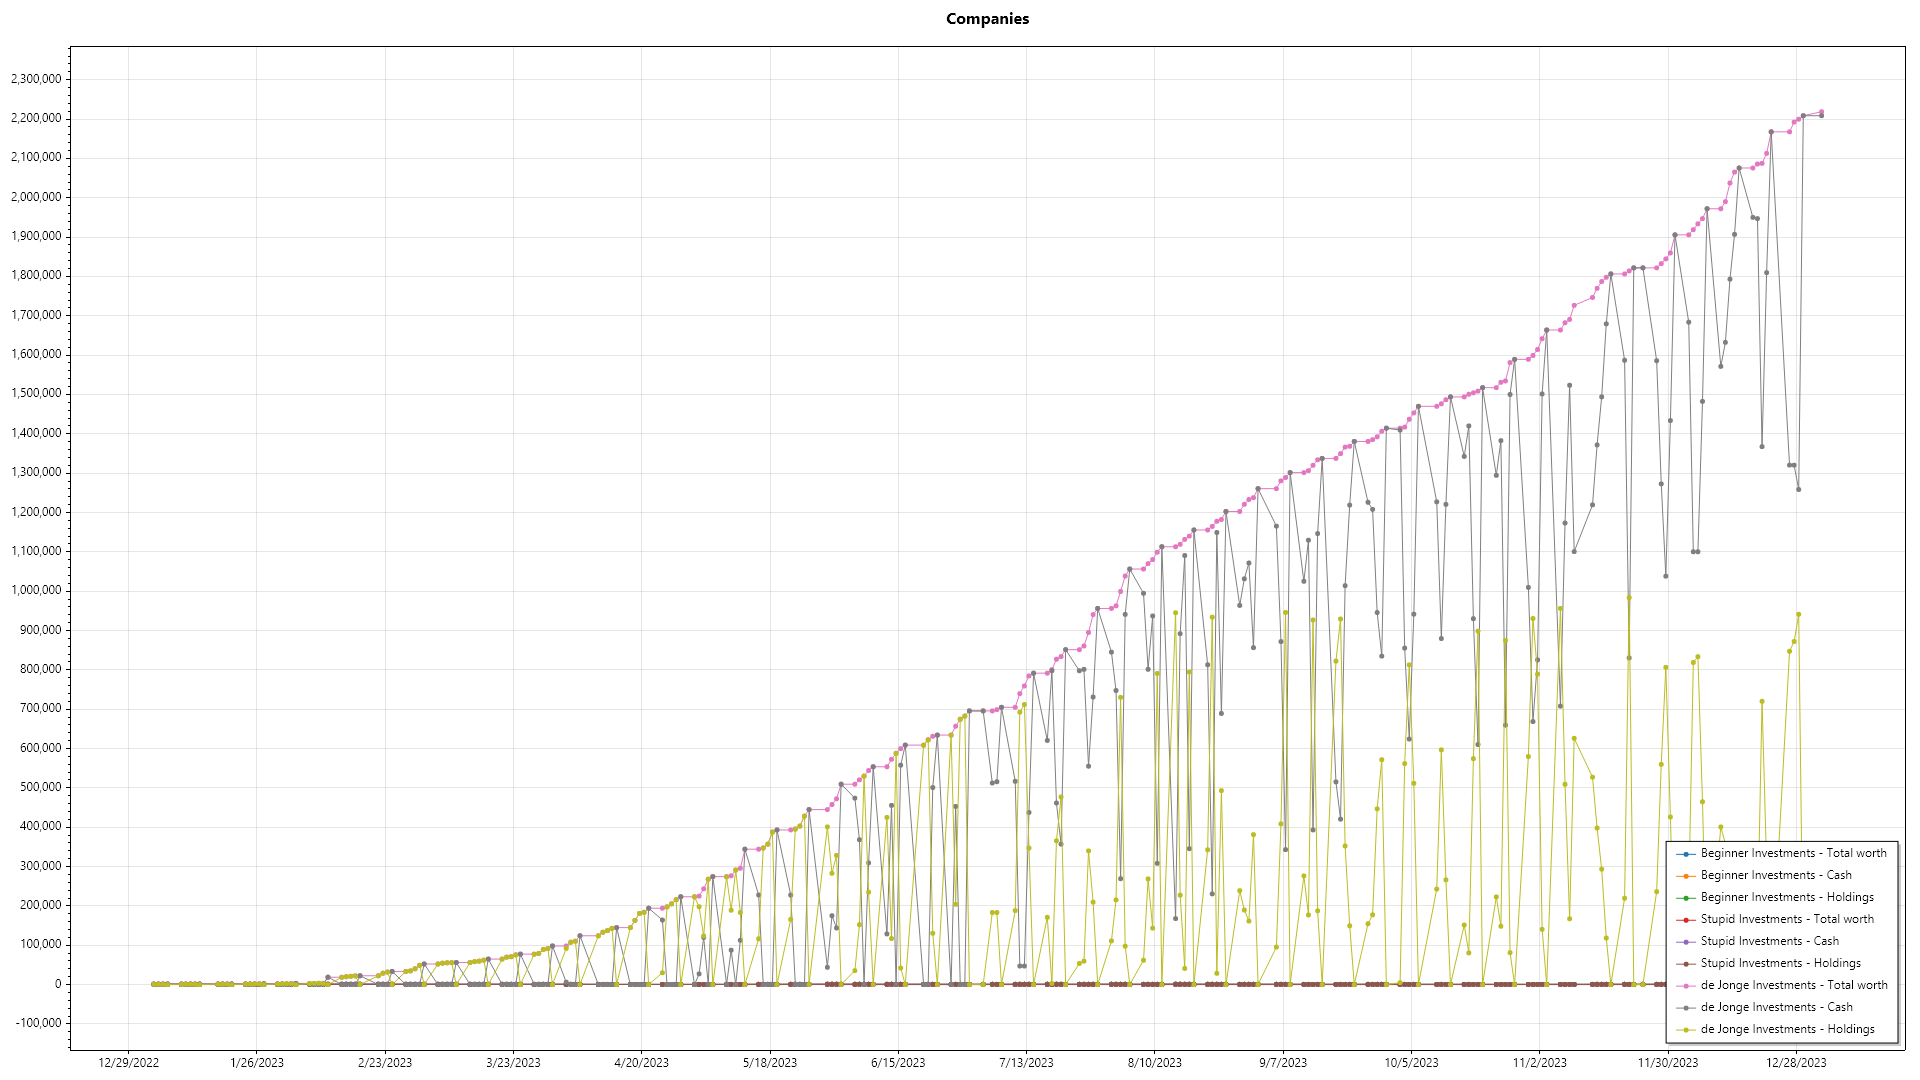 Companies
2,300,000
2,200,000
2,100,000
2,000,000
1,900,000
1,800,000
1,700,000
1,600,000
1,500,000
1,400,000
1,300,000
1,200,000
1,100,000
1,000,000
900,000
800,000
700,000
600,000
500,000
400,000
300,000
200,000
100,000
0
-100,000
12/29/2022 1/26/2023 2/23/2023 3/23/2023 4/20/2023 5/18/2023 6/15/2023 7/13/2023 8/10/2023 9/7/2023 10/5/2023 11/2/2023 11/30/2023 12/28/2023
Beginner Investments - Total worth
Beginner Investments - Cash
Beginner Investments - Holdings
Stupid Investments - Total worth
Stupid Investments - Cash
Stupid Investments - Holdings
de Jonge Investments - Total worth
de Jonge Investments - Cash
de Jonge Investments - Holdings